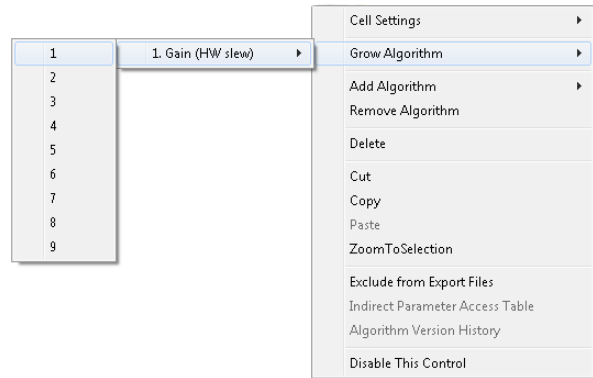 Cell Settings
1 1. Gain (HW slew) Grow Algorithm
2
3
4
5
6
7
8
9
Add Algorithm
Remove Algorithm
Delete
Cut
Copy
Paste
ZoomToSelection
Exclude from Export Files
Indirect Parameter Access Table
Algorithm Version History
Disable This Control